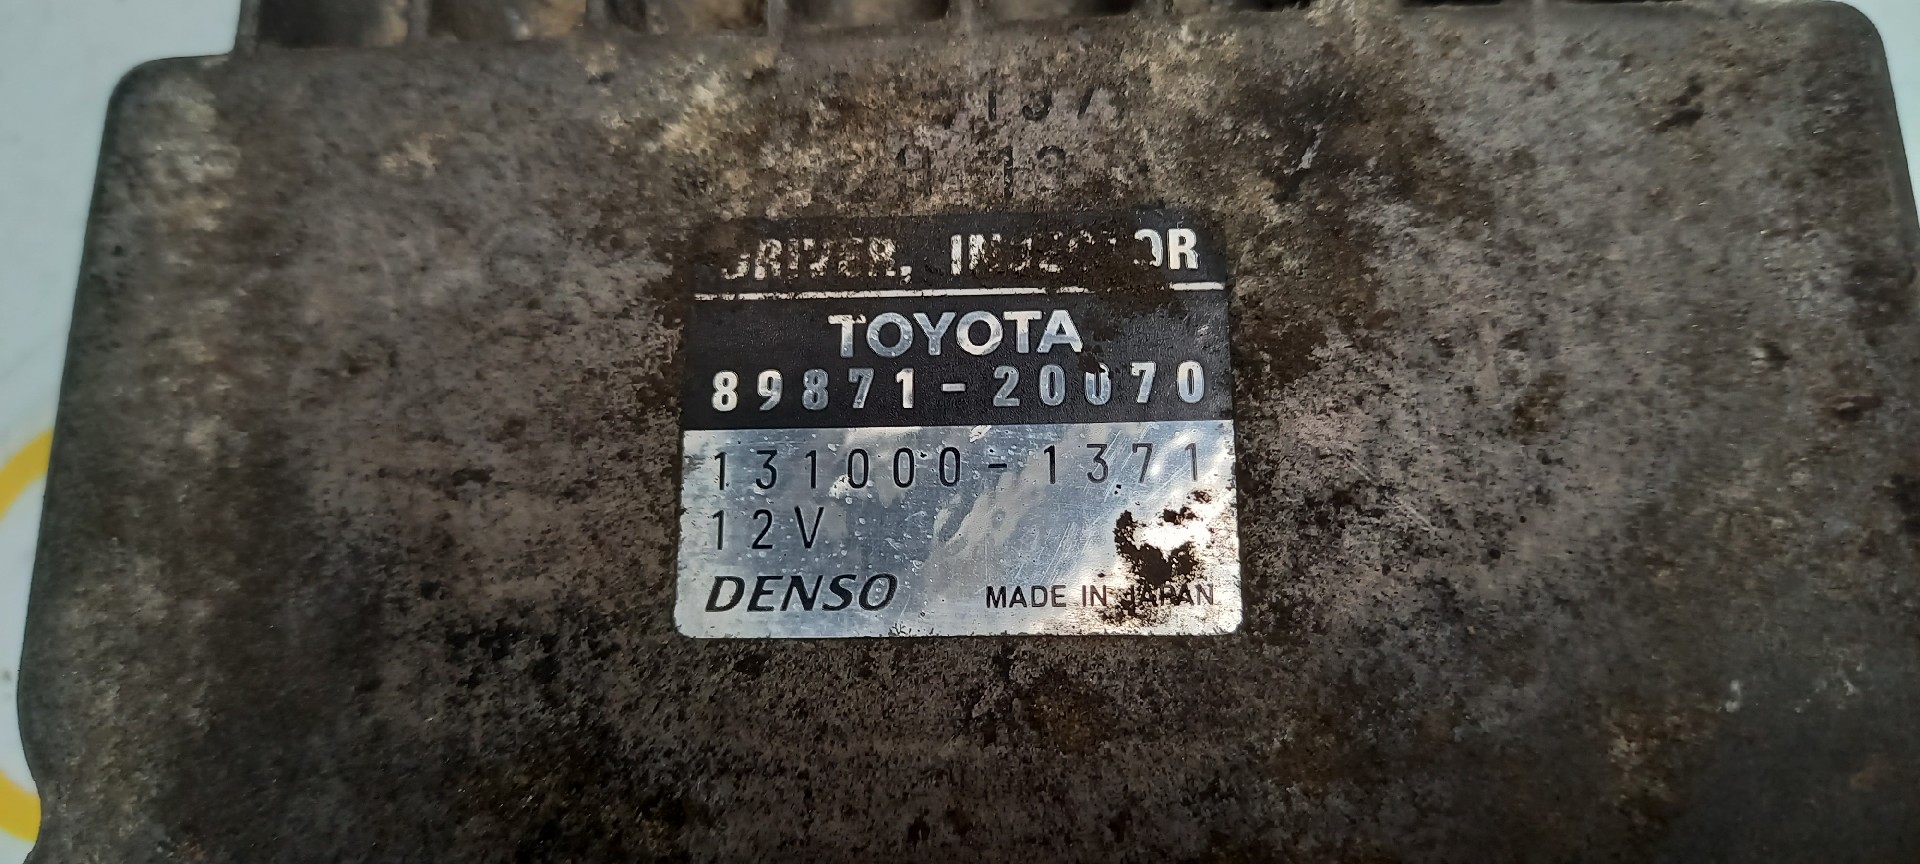 DRIVER, INJECTOR
TOYOTA
89871-20070
131000-1371
12V
DENSO
MADE IN JAPAN